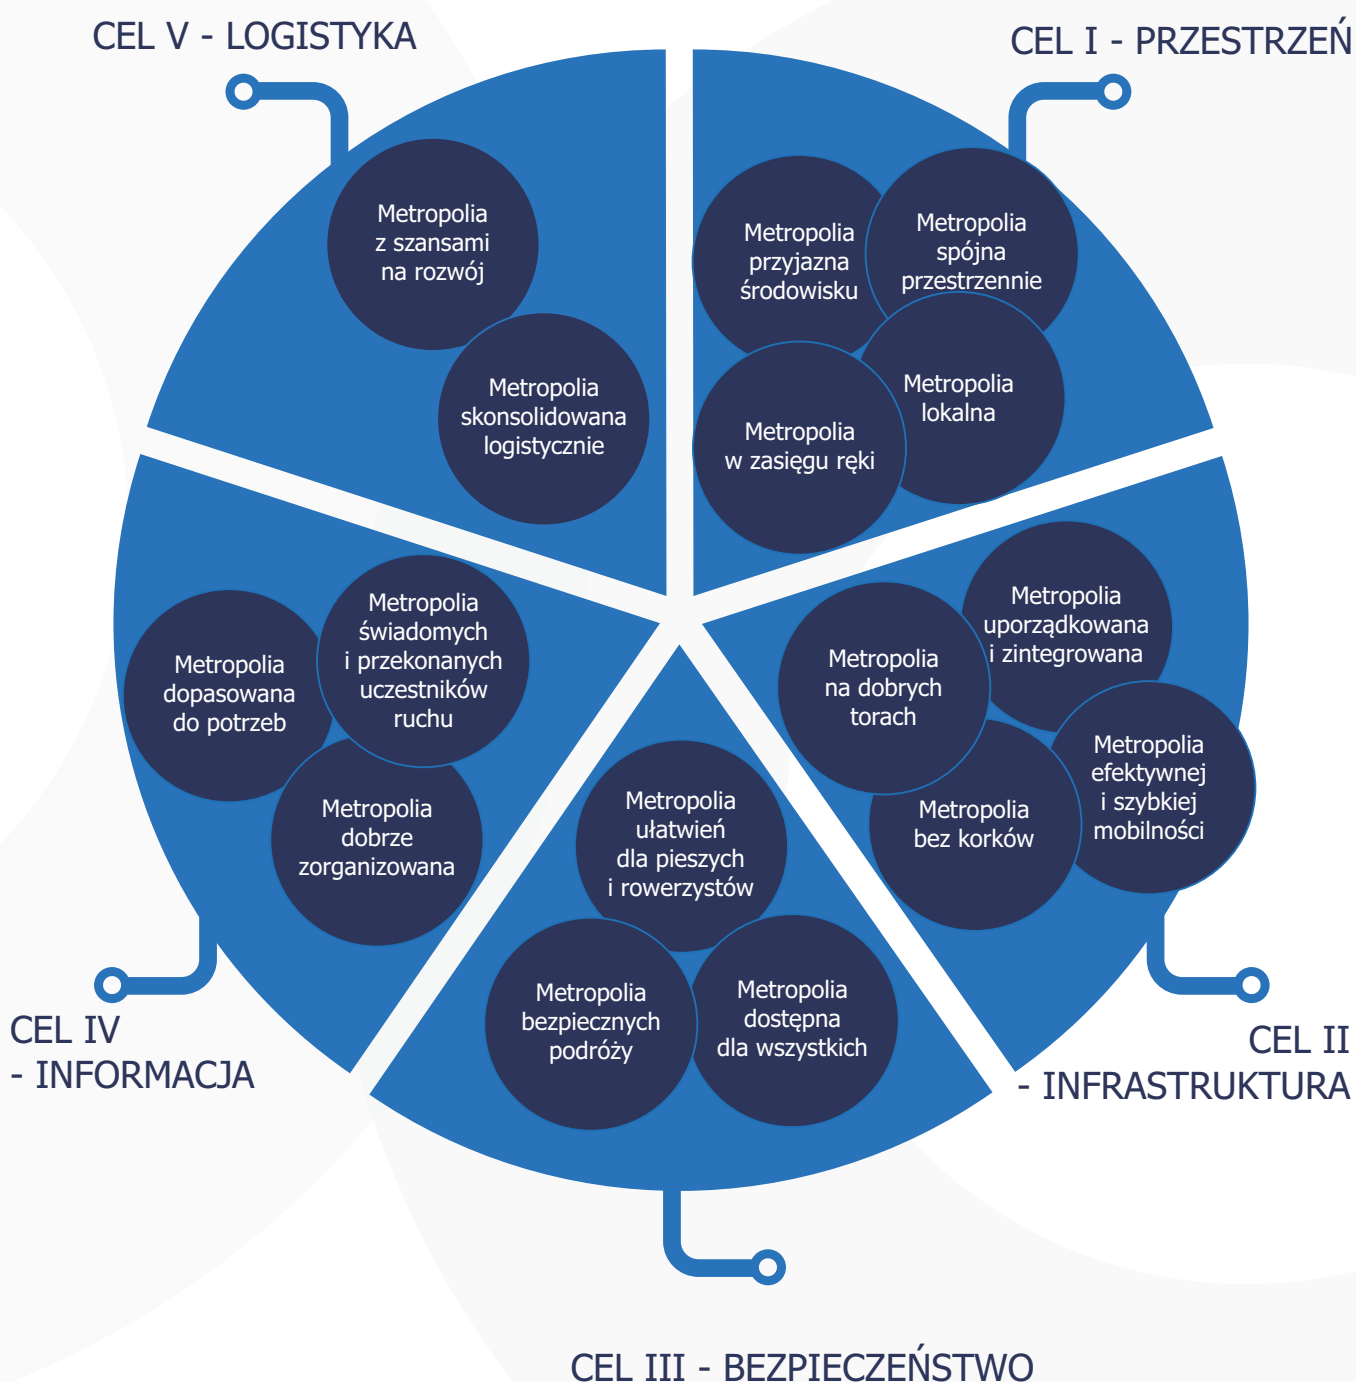 CEL V - LOGISTYKA
CEL I - PRZESTRZEŃ
Metropolia
z szansami
na rozwój
Metropolia
skonsolidowana
logistycznie
Metropolia
przyjazna
środowisku
Metropolia
spójna
przestrzennie
Metropolia
lokalna
Metropolia
w zasięgu ręki
Metropolia
uporządkowana
i zintegrowana
Metropolia
na dobrych
torach
Metropolia
efektywnej
i szybkiej
mobilności
Metropolia
bez korków
Metropolia
świadomych
i przekonanych
uczestników
ruchu
Metropolia
dopasowana
do potrzeb
Metropolia
dobrze
zorganizowana
Metropolia
ułatwień
dla pieszych
i rowerzystów
Metropolia
bezpiecznych
podróży
Metropolia
dostępna
dla wszystkich
CEL IV
- INFORMACJA
CEL II
- INFRASTRUKTURA
CEL III - BEZPIECZEŃSTWO